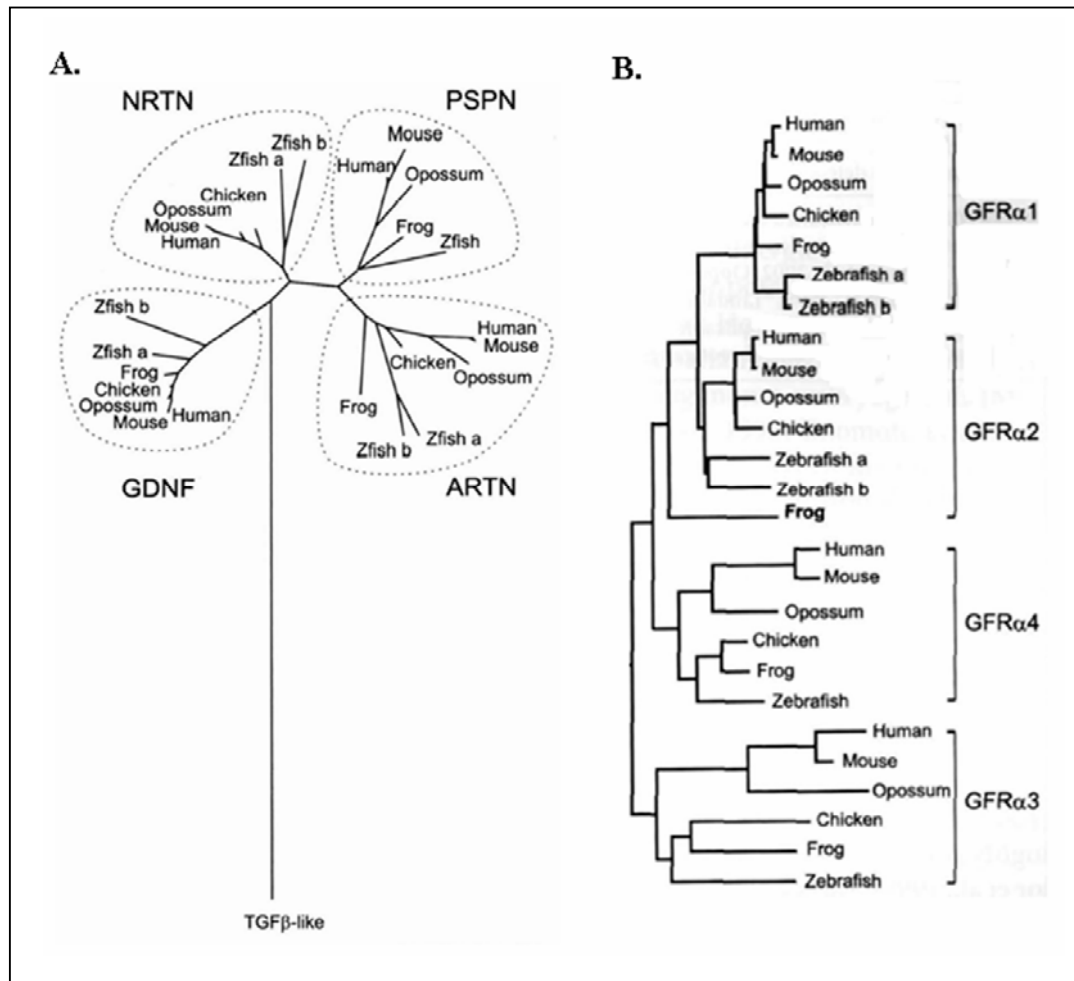 A.
NRTN
PSPN
Zfish b
Zfish a
Chicken
Opossum
Mouse
Human
Mouse
Human
Opossum
Frog
Zfish
Zfish b
Zfish a
Frog
Chicken
Opossum
Mouse
Human
Human
Mouse
Chicken
Opossum
Frog
Zfish a
Zfish b
GDNF
ARTN
TGFβ-like
B.
Human
Mouse
Opossum
Chicken
Frog
Zebrafish a
Zebrafish b
GFRα1
Human
Mouse
Opossum
Chicken
Zebrafish a
Zebrafish b
Frog
GFRα2
Human
Mouse
Opossum
Chicken
Frog
Zebrafish
GFRα4
Human
Mouse
Opossum
Chicken
Frog
Zebrafish
GFRα3